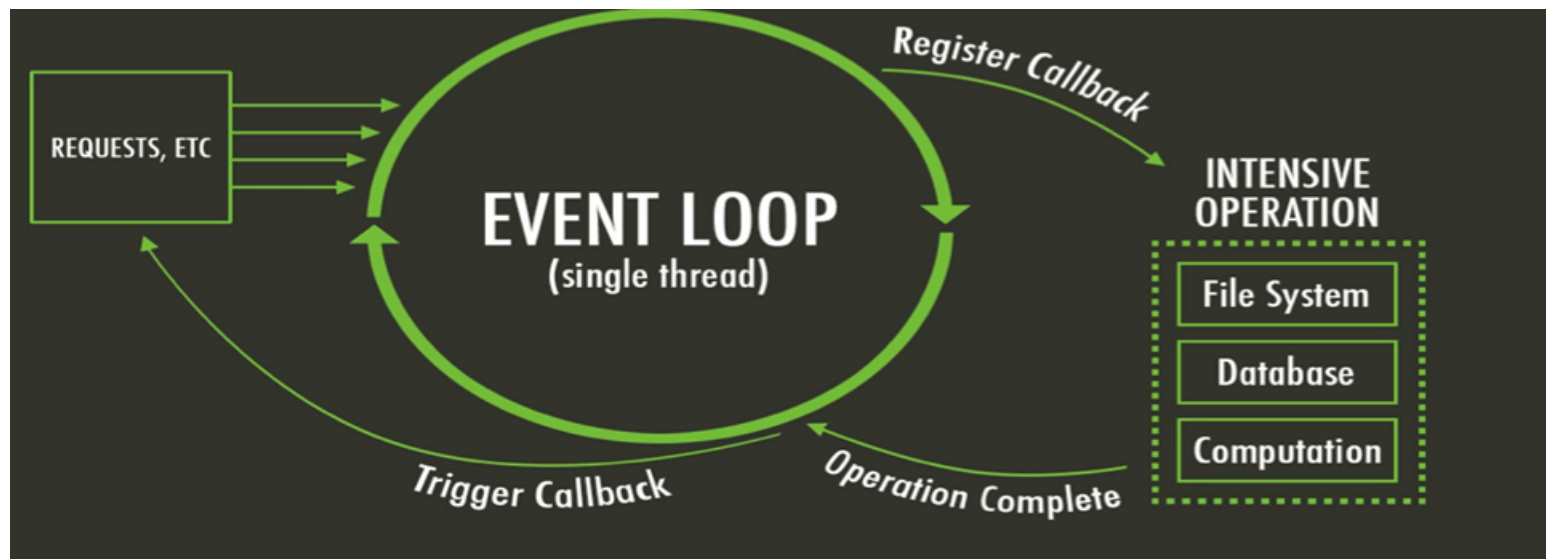 REQUESTS, ETC
EVENT LOOP
(single thread)
Register Callback
INTENSIVE
OPERATION
File System
Database
Computation
Operation Complete
Trigger Callback